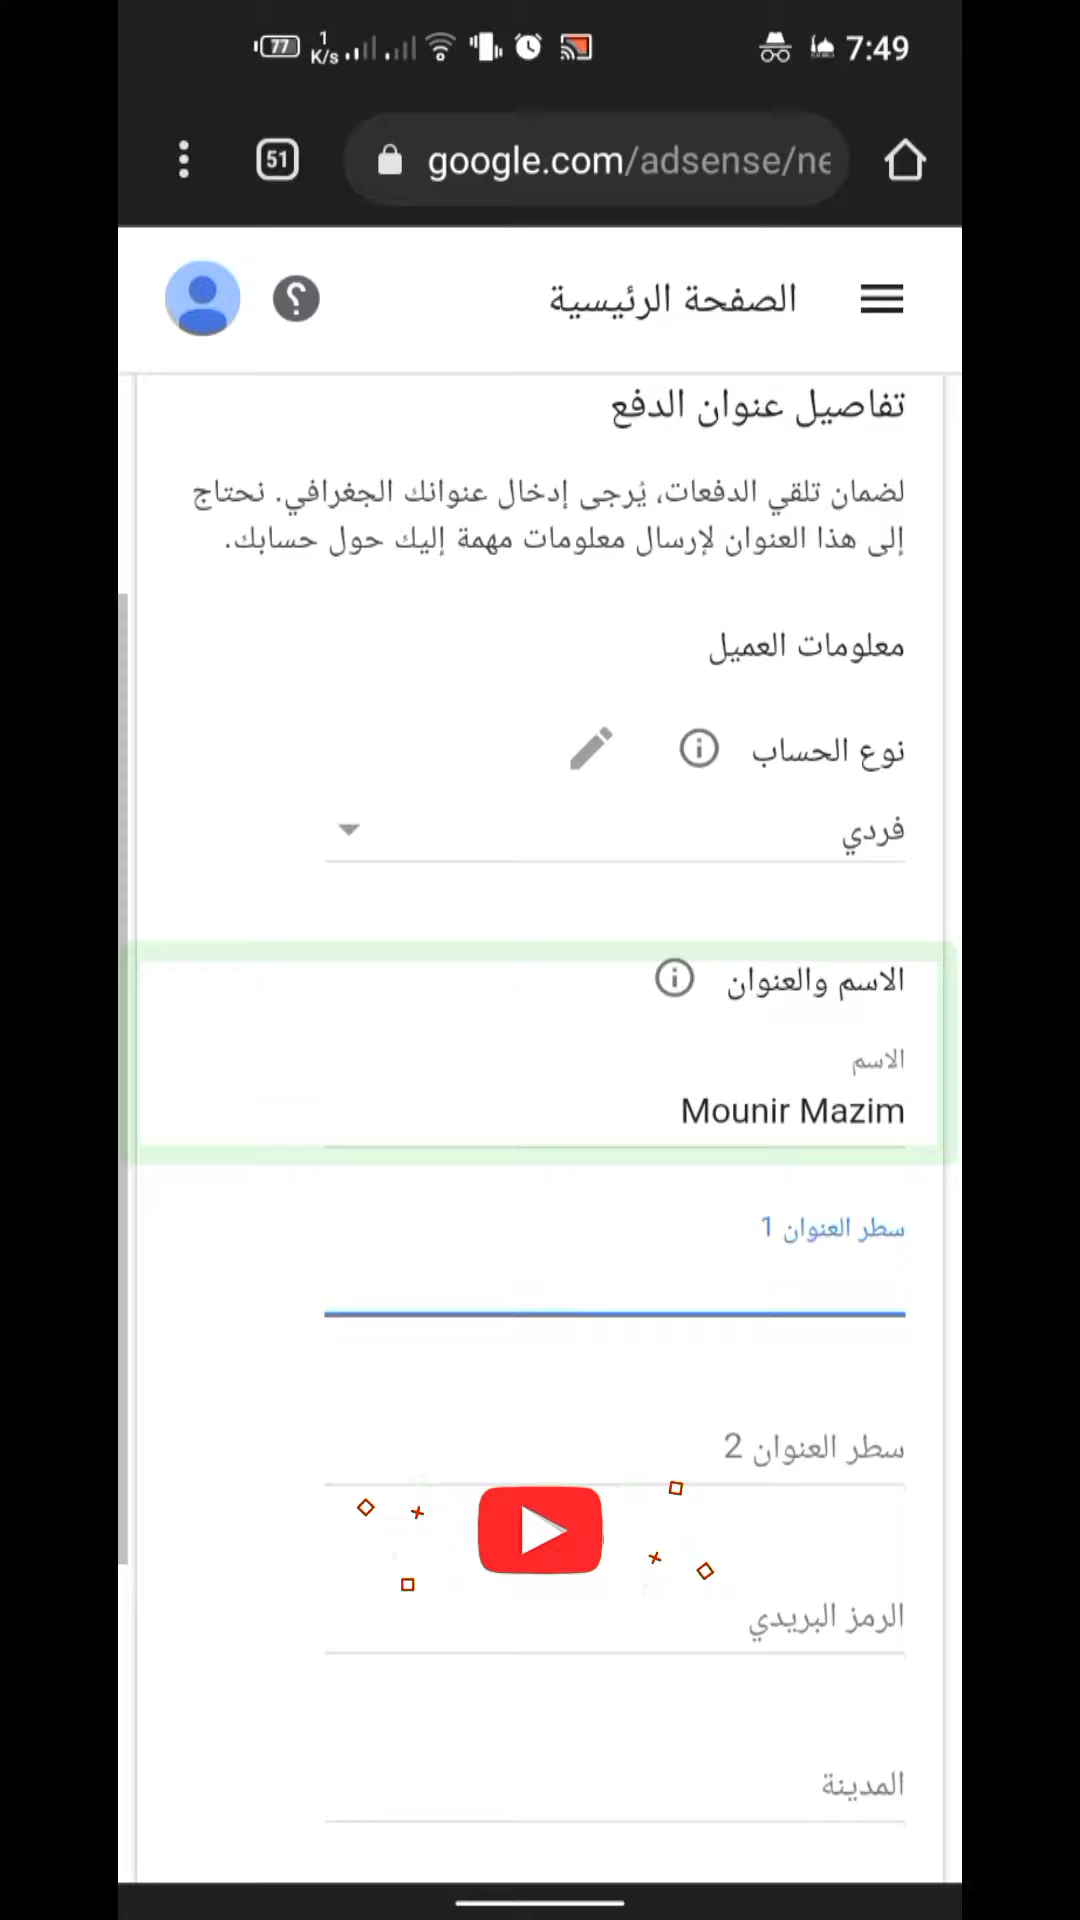 77 1 K/s 7:49
51 google.com/adsense/ne
الصفحة الرئيسية
تفاصيل عنوان الدفع
لضمان تلقي الدفعات، يُرجى إدخال عنوانك الجغرافي. نحتاج
إلى هذا العنوان لإرسال معلومات مهمة إليك حول حسابك.
معلومات العميل
نوع الحساب
فردي
الاسم والعنوان
الاسم
Mounir Mazim
سطر العنوان 1
سطر العنوان 2
الرمز البريدي
المدينة